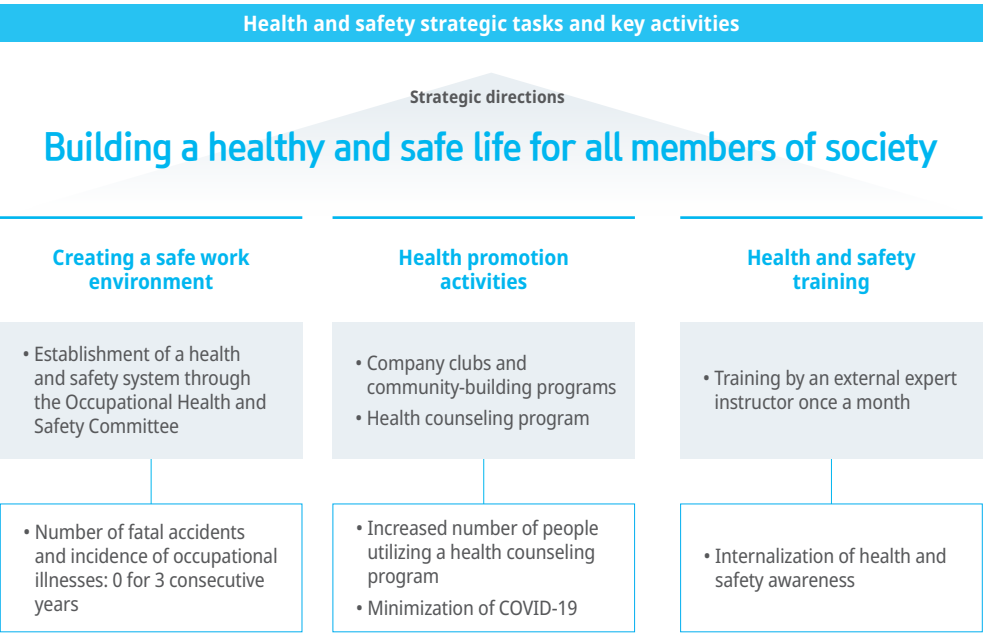 Health and safety strategic tasks and key activities
Strategic directions
Building a healthy and safe life for all members of society
Creating a safe work
environment
• Establishment of a health
and safety system through
the Occupational Health and
Safety Committee
• Number of fatal accidents
and incidence of occupational
illnesses: 0 for 3 consecutive
years
Health promotion
activities
• Company clubs and
community-building programs
• Health counseling program
• Increased number of people
utilizing a health counseling
program
• Minimization of COVID-19
Health and safety
training
• Training by an external expert
instructor once a month
• Internalization of health and
safety awareness